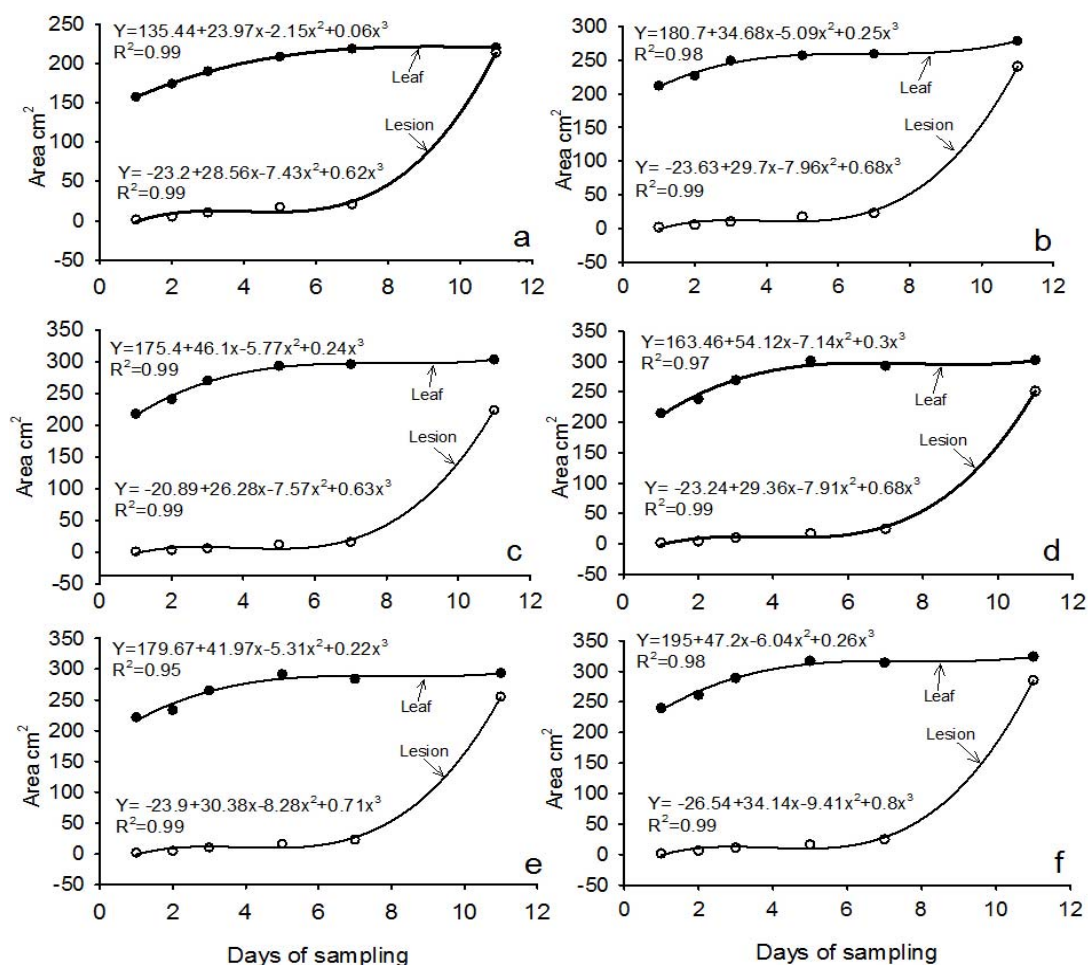 250
200
150
100
50
0
-50
Area cm²
Y=135.44+23.97x-2.15x²+0.06x³
R²=0.99
Leaf
Lesion
Y= -23.2+28.56x-7.43x²+0.62x³
R²=0.99
a
0 2 4 6 8 10 12
300
250
200
150
100
50
0
-50
Area cm²
Y=180.7+34.68x-5.09x²+0.25x³
R²=0.98
Leaf
Lesion
Y= -23.63+29.7x-7.96x²+0.68x³
R²=0.99
b
0 2 4 6 8 10 12
350
300
250
200
150
100
50
0
-50
Area cm²
Y=175.4+46.1x-5.77x²+0.24x³
R²=0.99
Leaf
Lesion
Y= -20.89+26.28x-7.57x²+0.63x³
R²=0.99
c
0 2 4 6 8 10 12
350
300
250
200
150
100
50
0
-50
Area cm²
Y=163.46+54.12x-7.14x²+0.3x³
R²=0.97
Leaf
Lesion
Y= -23.24+29.36x-7.91x²+0.68x³
R²=0.99
d
0 2 4 6 8 10 12
350
300
250
200
150
100
50
0
-50
Area cm²
Y=179.67+41.97x-5.31x²+0.22x³
R²=0.95
Leaf
Lesion
Y= -23.9+30.38x-8.28x²+0.71x³
R²=0.99
e
0 2 4 6 8 10 12
Days of sampling
350
300
250
200
150
100
50
0
-50
Area cm²
Y=195+47.2x-6.04x²+0.26x³
R²=0.98
Leaf
Lesion
Y= -26.54+34.14x-9.41x²+0.8x³
R²=0.99
f
0 2 4 6 8 10 12
Days of sampling